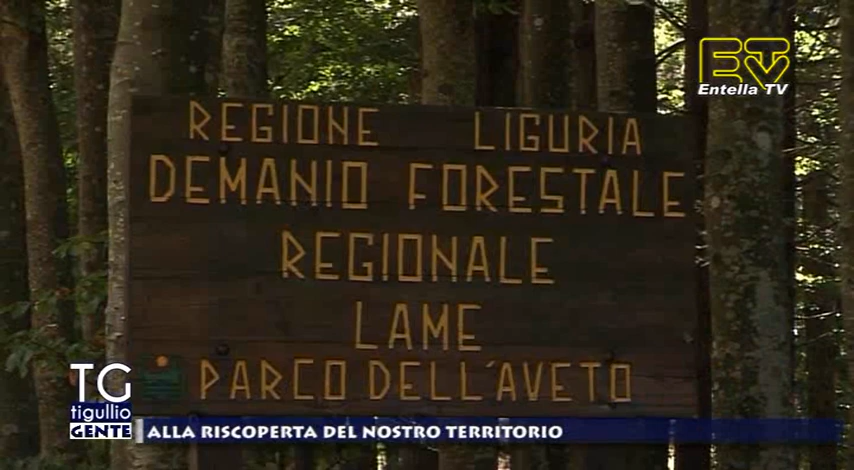 ETV
Entella TV
REGIONE LIGURIA
DEMANIO FORESTALE
REGIONALE
LAME
PARCO DELL'AVETO
TG
tigullio
GENTE
ALLA RISCOPERTA DEL NOSTRO TERRITORIO